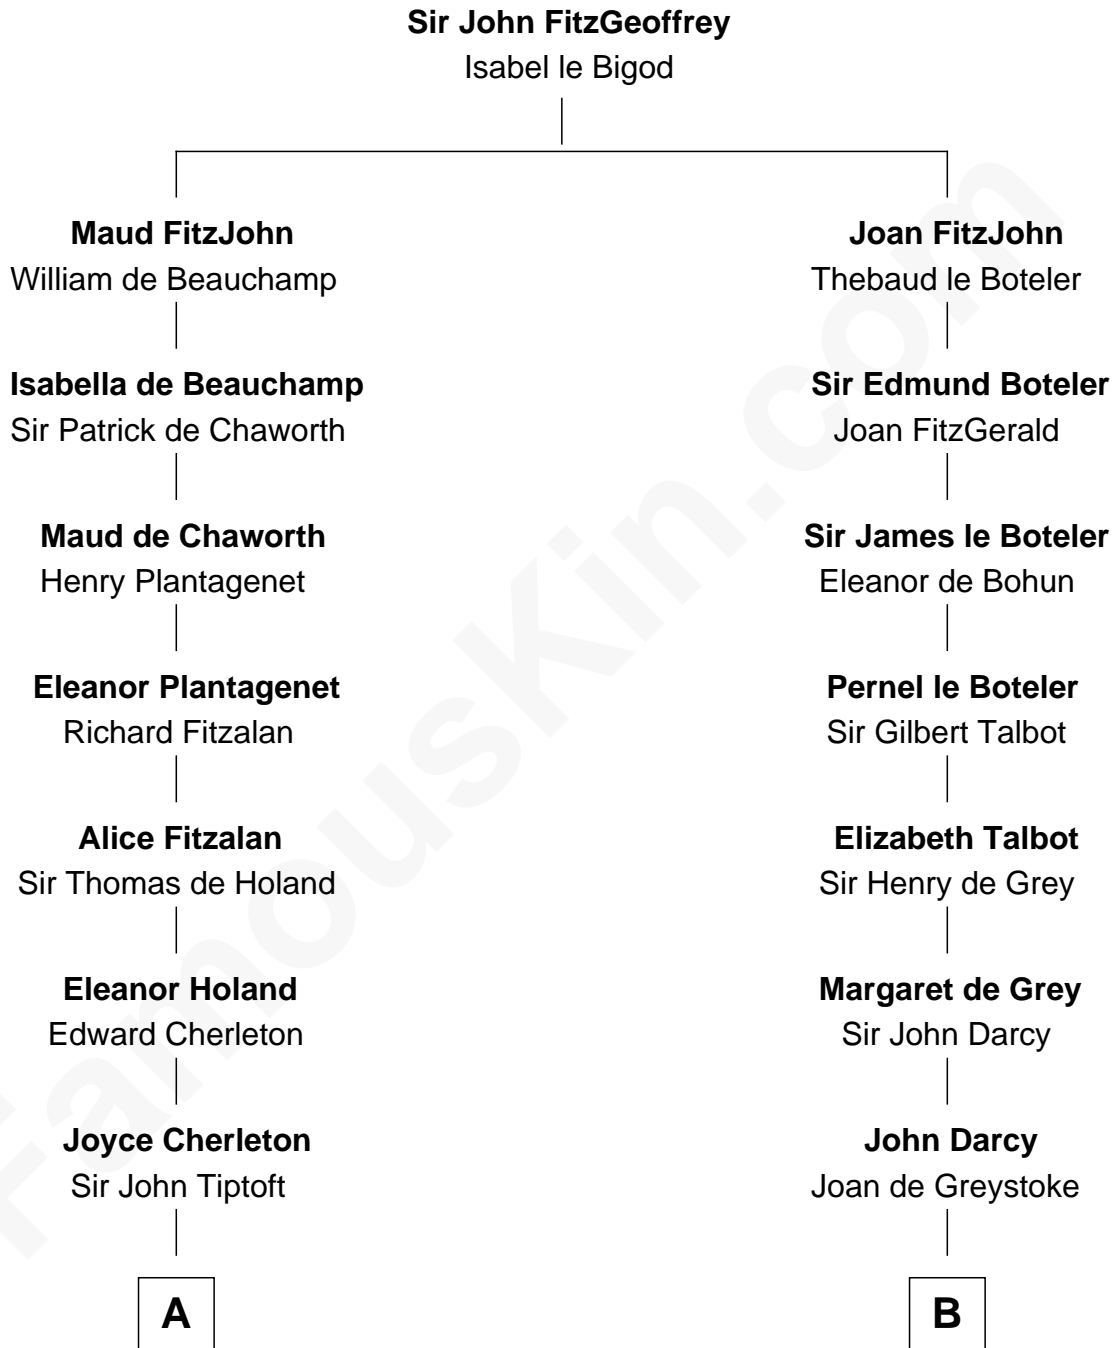 Sir John FitzGeoffrey
Isabel le Bigod
Maud FitzJohn
William de Beauchamp
Isabella de Beauchamp
Sir Patrick de Chaworth
Maud de Chaworth
Henry Plantagenet
Eleanor Plantagenet
Richard Fitzalan
Alice Fitzalan
Sir Thomas de Holand
Eleanor Holand
Edward Cherleton
Joyce Cherleton
Sir John Tiptoft
A
Joan FitzJohn
Thebaud le Boteler
Sir Edmund Boteler
Joan FitzGerald
Sir James le Boteler
Eleanor de Bohun
Pernel le Boteler
Sir Gilbert Talbot
Elizabeth Talbot
Sir Henry de Grey
Margaret de Grey
Sir John Darcy
John Darcy
Joan de Greystoke
B
FamousKin.com